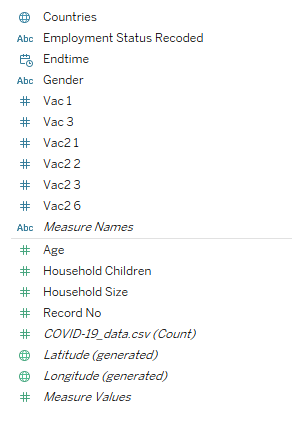 Countries
Abc Employment Status Recoded
Endtime
Abc Gender
# Vac 1
# Vac 3
# Vac2 1
# Vac2 2
# Vac2 3
# Vac2 6
Abc Measure Names
# Age
# Household Children
# Household Size
# Record No
# COVID-19_data.csv (Count)
Latitude (generated)
Longitude (generated)
# Measure Values